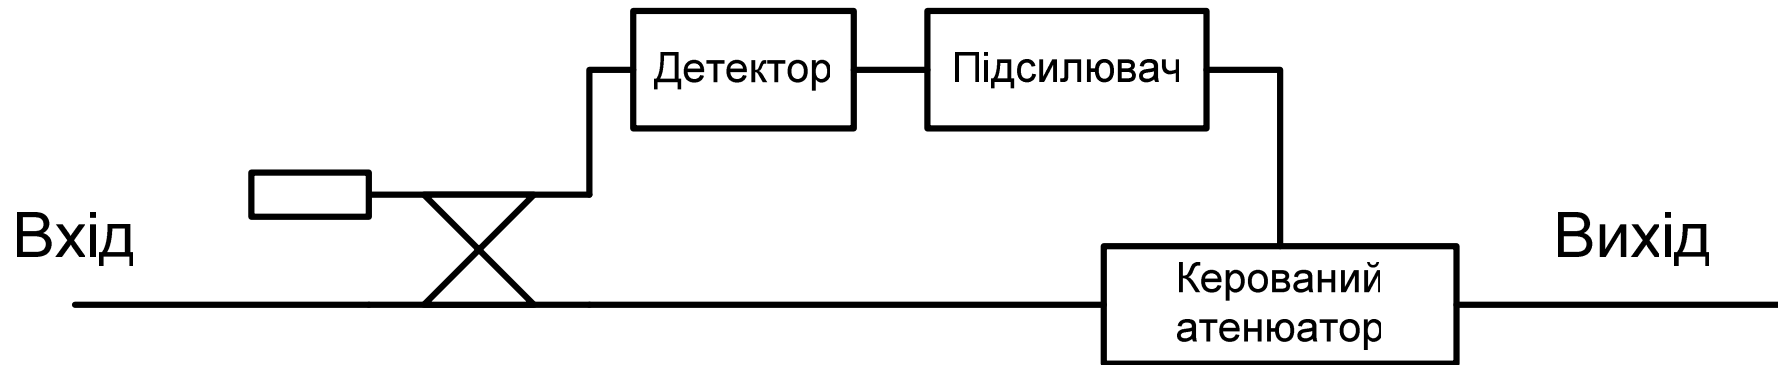 Детектор
Підсилювач
Вхід
Вихід
Керований
атенюатор